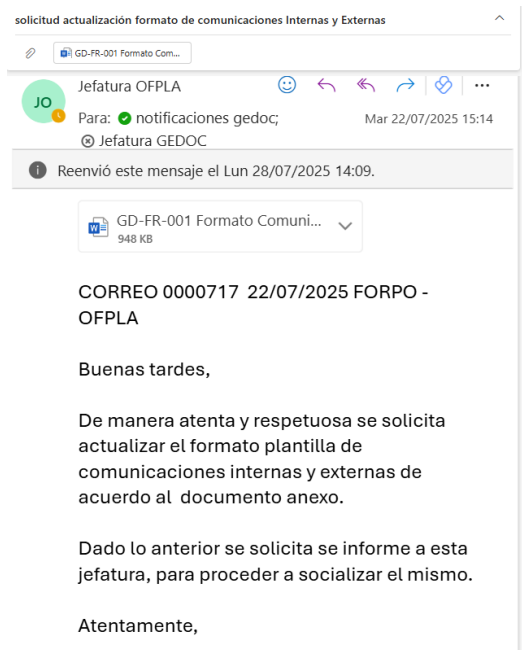 solicitud actualización formato de comunicaciones Internas y Externas
GD-FR-001 Formato Com...
JO
Jefatura OFPLA
Para: notificaciones gedoc;
Mar 22/07/2025 15:14
Jefatura GEDOC
Reenvió este mensaje el Lun 28/07/2025 14:09.
GD-FR-001 Formato Comuni...
948 KB
CORREO 0000717 22/07/2025 FORPO -
OFPLA
Buenas tardes,
De manera atenta y respetuosa se solicita
actualizar el formato plantilla de
comunicaciones internas y externas de
acuerdo al documento anexo.
Dado lo anterior se solicita se informe a esta
jefatura, para proceder a socializar el mismo.
Atentamente,